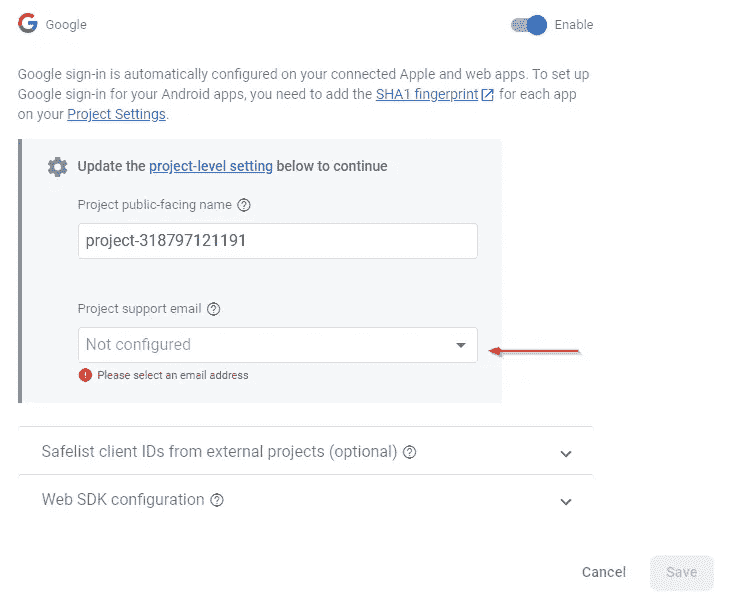 Google
Enable
Google sign-in is automatically configured on your connected Apple and web apps. To set up
Google sign-in for your Android apps, you need to add the SHA1 fingerprint for each app
on your Project Settings.
Update the project-level setting below to continue
Project public-facing name
project-318797121191
Project support email
Not configured
Please select an email address
Safelist client IDs from external projects (optional)
Web SDK configuration
Cancel
Save